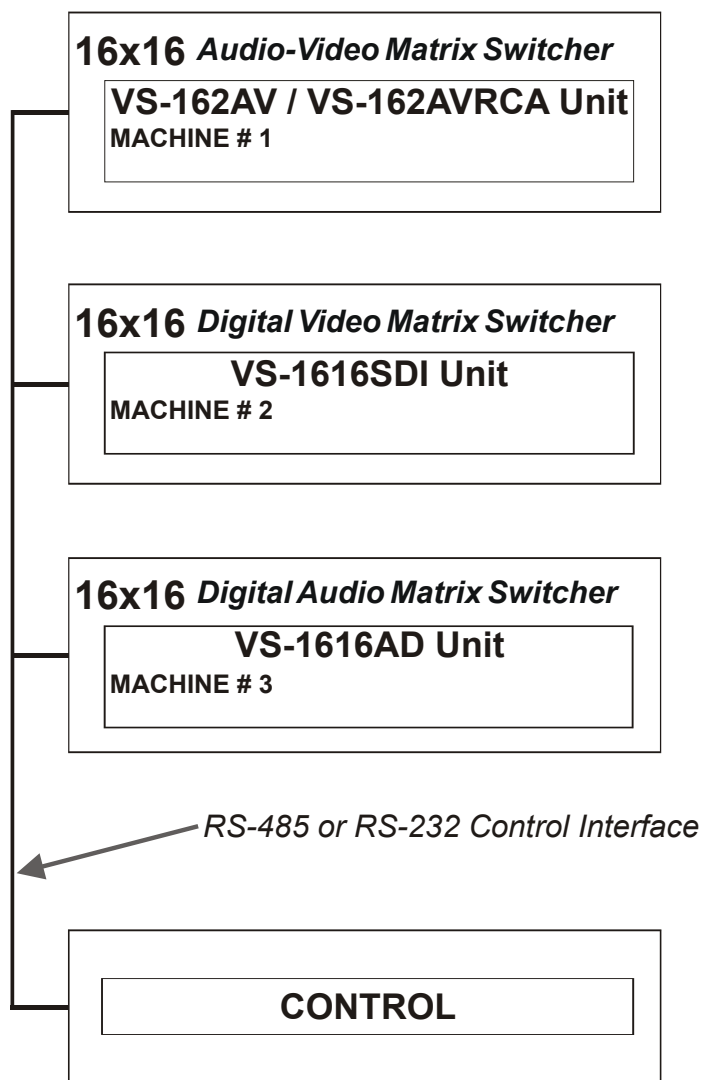 16x16 Audio-Video Matrix Switcher
VS-162AV / VS-162AVRCA Unit
MACHINE # 1
16x16 Digital Video Matrix Switcher
VS-1616SDI Unit
MACHINE # 2
16x16 Digital Audio Matrix Switcher
VS-1616AD Unit
MACHINE # 3
RS-485 or RS-232 Control Interface
CONTROL